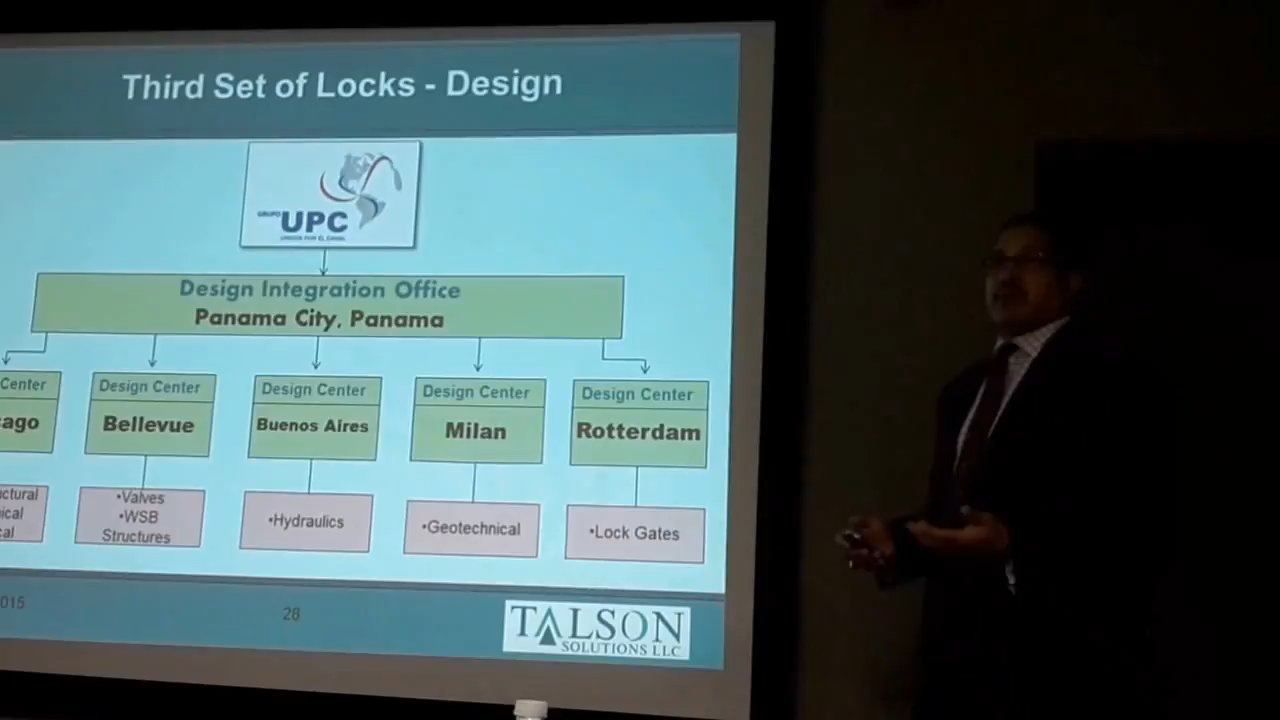 Third Set of Locks - Design
GRUPO
UPC
UNIDOS POR EL CANAL
Design Integration Office
Panama City, Panama
Center
ago
Design Center
Bellevue
Design Center
Buenos Aires
Design Center
Milan
Design Center
Rotterdam
ctural
ical
cal
•Valves
•WSB
Structures
•Hydraulics
•Geotechnical
•Lock Gates
015
28
TALSON
SOLUTIONS LLC